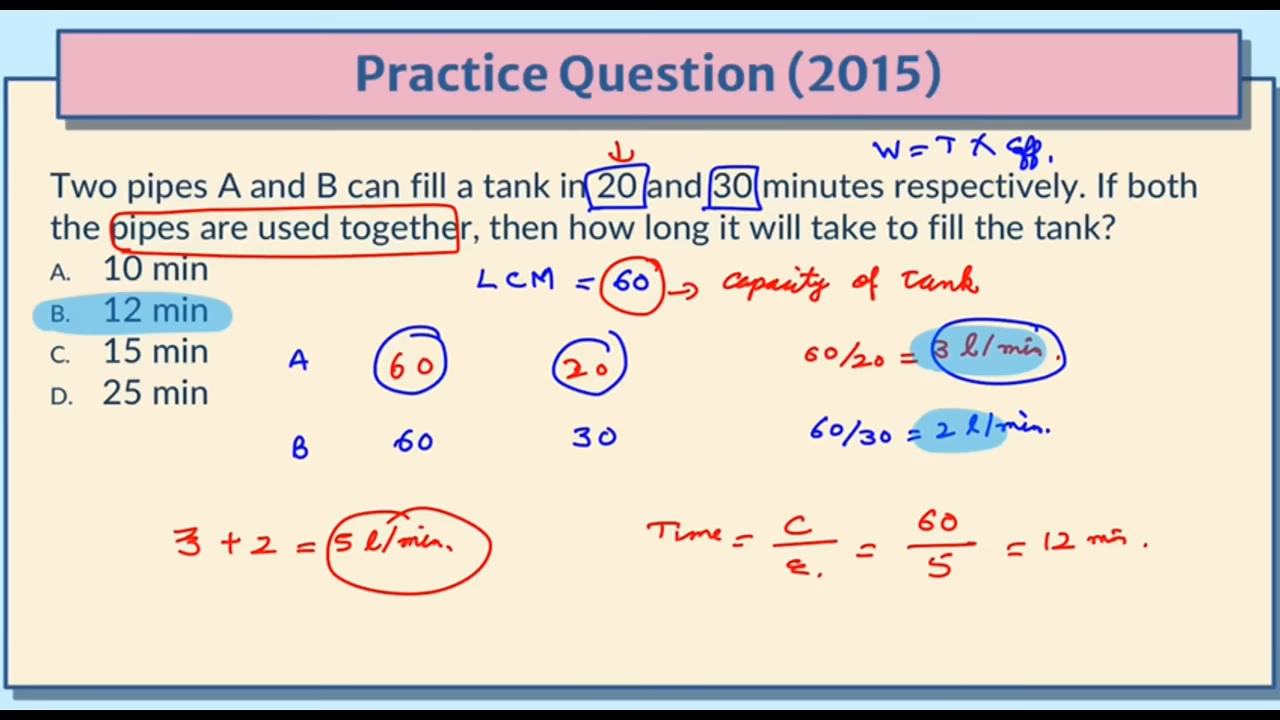 Practice Question (2015)
W = T X Eff.
Two pipes A and B can fill a tank in 20 and 30 minutes respectively. If both
the pipes are used together, then how long it will take to fill the tank?
A. 10 min
LCM = 60 → Capacity of Tank
B. 12 min
C. 15 min
A 60 20 60/20 = 3 l/min.
D. 25 min
B 60 30 60/30 = 2 l/min.
3 + 2 = 5 l/min.
Time = C/E. = 60/5 = 12 min.